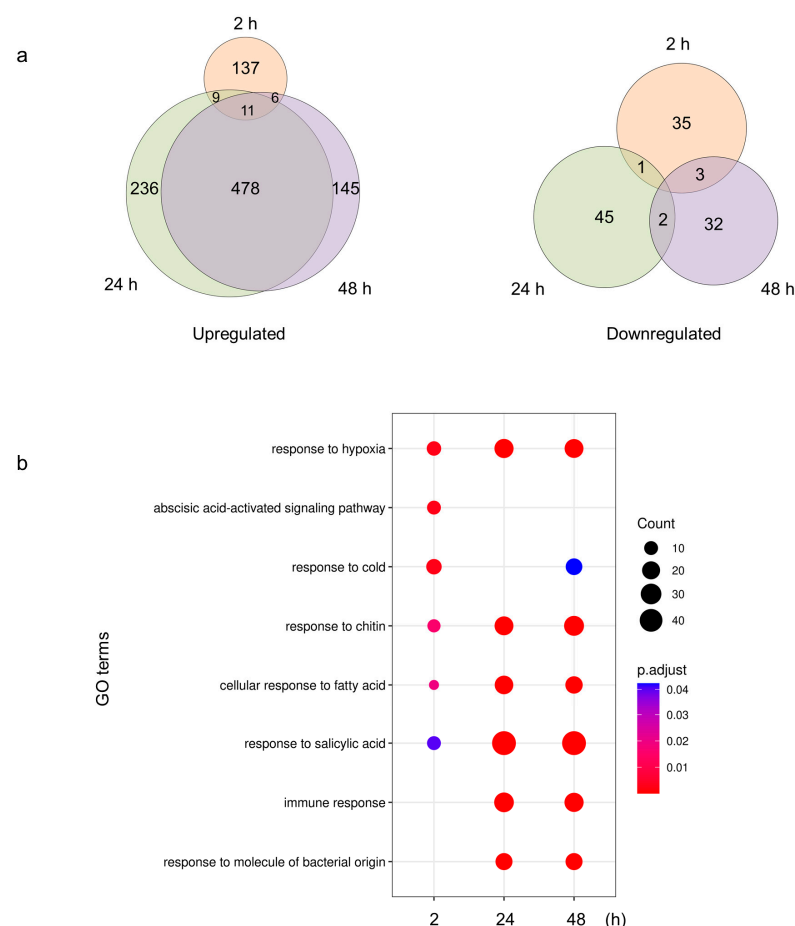 a
2 h
137
9
6
11
236
478
145
24 h
48 h
Upregulated
2 h
35
1
3
45
2
32
24 h
48 h
Downregulated
b
GO terms
response to hypoxia
abscisic acid-activated signaling pathway
response to cold
response to chitin
cellular response to fatty acid
response to salicylic acid
immune response
response to molecule of bacterial origin
2 24 48 (h)
Count
10
20
30
40
p.adjust
0.04
0.03
0.02
0.01